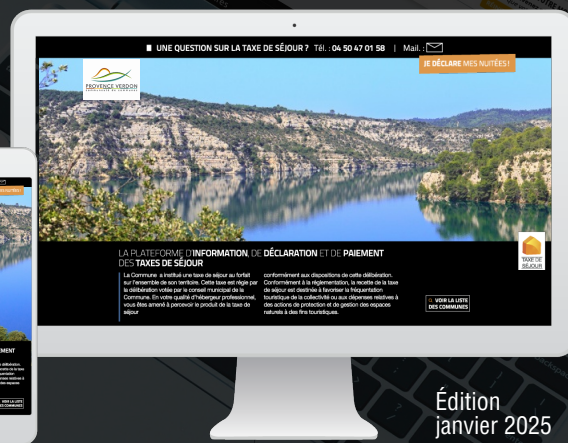 UNE QUESTION SUR LA TAXE DE SÉJOUR ? Tél. : 04 50 47 01 58 | Mail. :
JE DÉCLARE MES NUITÉES !
PROVENCE VERDON
COMMUNAUTÉ DE COMMUNES
LA PLATEFORME D'INFORMATION, DE DÉCLARATION ET DE PAIEMENT
DES TAXES DE SÉJOUR
La Commune a institué une taxe de séjour au forfait
sur l'ensemble de son territoire. Cette taxe est régie par
la délibération votée par le conseil municipal de la
Commune. En votre qualité d'hébergeur professionnel,
vous êtes amené à percevoir le produit de la taxe de
séjour
conformément aux dispositions de cette délibération.
Conformément à la réglementation, la recette de la taxe
de séjour est destinée à favoriser la fréquentation
touristique de la collectivité ou aux dépenses relatives à
des actions de protection et de gestion des espaces
naturels à des fins touristiques.
TAXE DE
SÉJOUR
VOIR LA LISTE
DES COMMUNES
Édition
janvier 2025